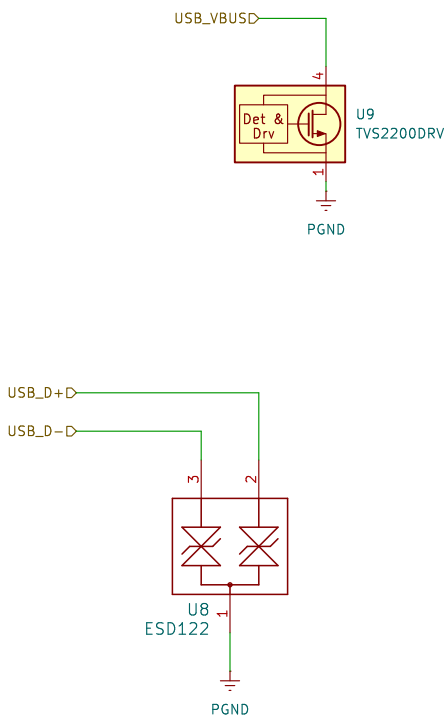 USB_VBUS
4
Det &
Drv
U9
TVS2200DRV
1
PGND
USB_D+
USB_D-
3
2
U8
1
ESD122
PGND